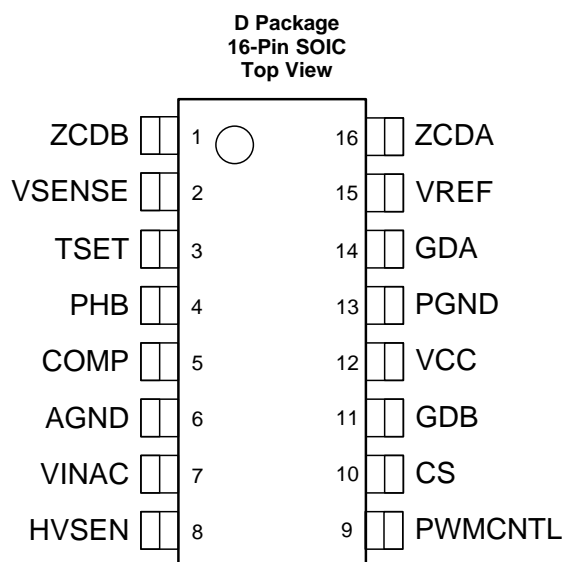 D Package
16-Pin SOIC
Top View
ZCDB 1 16 ZCDA
VSENSE 2 15 VREF
TSET 3 14 GDA
PHB 4 13 PGND
COMP 5 12 VCC
AGND 6 11 GDB
VINAC 7 10 CS
HVSEN 8 9 PWMCNTL